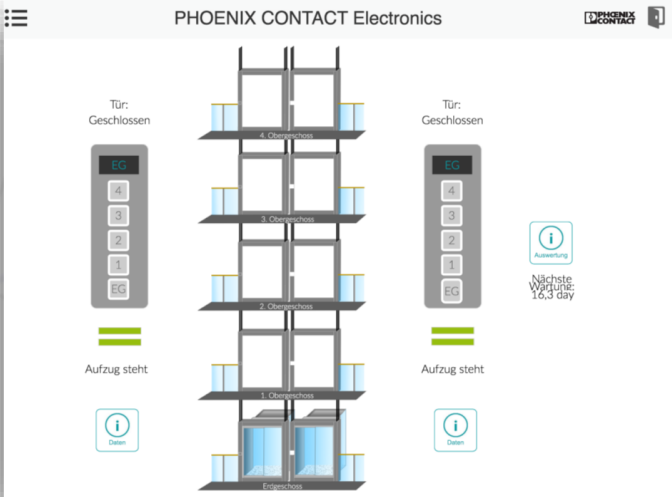 PHOENIX CONTACT Electronics
PHOENIX
CONTACT
Tür:
Geschlossen
EG
4
3
2
1
EG
Aufzug steht
Daten
4. Obergeschoss
3. Obergeschoss
2. Obergeschoss
1. Obergeschoss
Erdgeschoss
Tür:
Geschlossen
EG
4
3
2
1
EG
Aufzug steht
Daten
Auswertung
Nächste
Wartung:
16,3 day